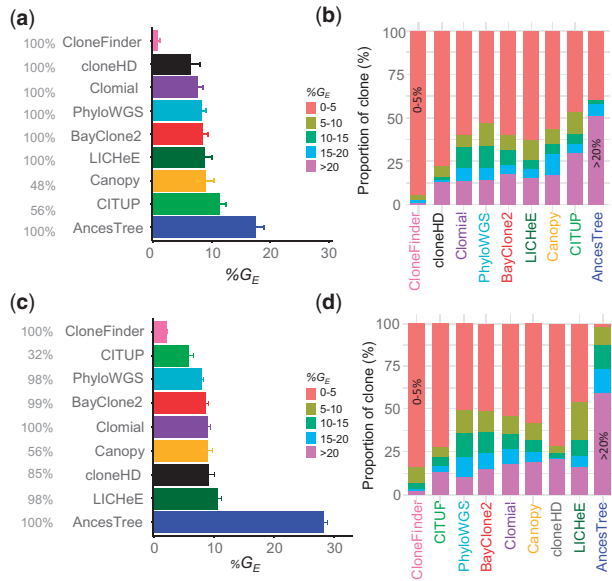 (a)
100% CloneFinder
100% cloneHD
100% Clomial
100% PhyloWGS
100% BayClone2
100% LICHeE
48% Canopy
56% CITUP
100% AncesTree
0 10 20 30
%GE
%GE
0-5
5-10
10-15
15-20
>20
(b)
Proportion of clone (%)
100
75
50
25
0
0-5%
>20%
CloneFinder
cloneHD
Clomial
PhyloWGS
BayClone2
LICHeE
Canopy
CITUP
AncesTree
(c)
100% CloneFinder
32% CITUP
98% PhyloWGS
99% BayClone2
100% Clomial
56% Canopy
85% cloneHD
98% LICHeE
100% AncesTree
0 10 20 30
%GE
%GE
0-5
5-10
10-15
15-20
>20
(d)
Proportion of clone (%)
100
75
50
25
0
0-5%
>20%
CloneFinder
CITUP
PhyloWGS
BayClone2
Clomial
Canopy
cloneHD
LICHeE
AncesTree